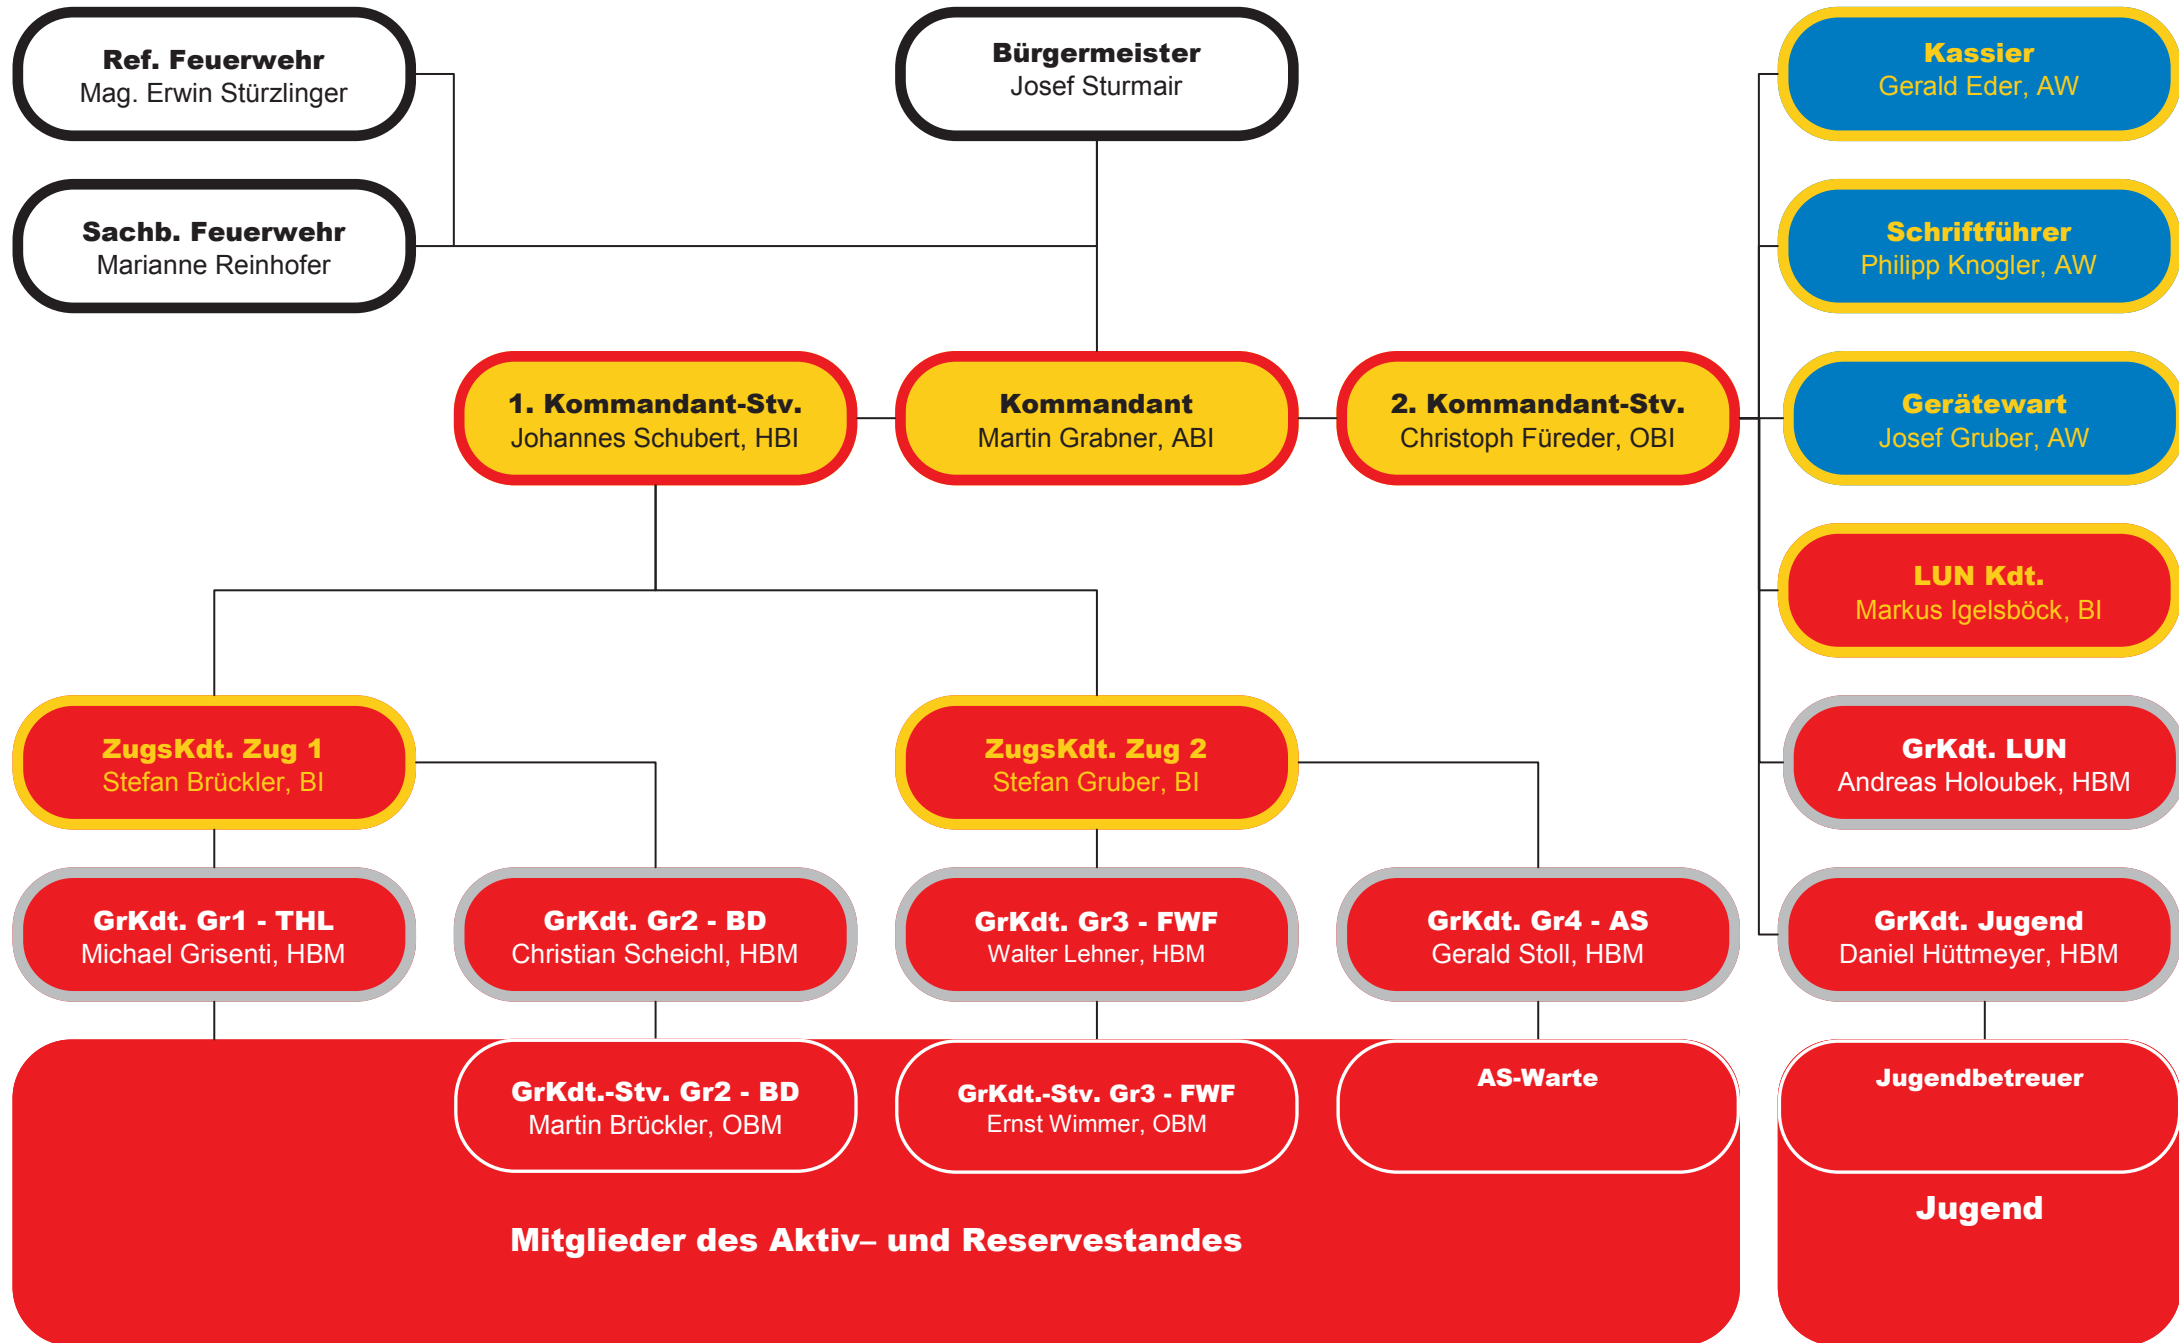 Ref. Feuerwehr
Mag. Erwin Stürzlinger
Bürgermeister
Josef Sturmair
Kassier
Gerald Eder, AW
Sachb. Feuerwehr
Marianne Reinhofer
Schriftführer
Philipp Knogler, AW
1. Kommandant-Stv.
Johannes Schubert, HBI
Kommandant
Martin Grabner, ABI
2. Kommandant-Stv.
Christoph Füreder, OBI
Gerätewart
Josef Gruber, AW
LUN Kdt.
Markus Igelsböck, BI
ZugsKdt. Zug 1
Stefan Brückler, BI
ZugsKdt. Zug 2
Stefan Gruber, BI
GrKdt. LUN
Andreas Holoubek, HBM
GrKdt. Gr1 - THL
Michael Grisenti, HBM
GrKdt. Gr2 - BD
Christian Scheichl, HBM
GrKdt. Gr3 - FWF
Walter Lehner, HBM
GrKdt. Gr4 - AS
Gerald Stoll, HBM
GrKdt. Jugend
Daniel Hüttmeyer, HBM
GrKdt.-Stv. Gr2 - BD
Martin Brückler, OBM
GrKdt.-Stv. Gr3 - FWF
Ernst Wimmer, OBM
AS-Warte
Jugendbetreuer
Jugend
Mitglieder des Aktiv– und Reservestandes